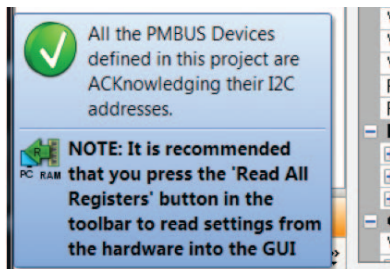 All the PMBUS Devices
defined in this project are
ACKnowledging their I2C
addresses.
NOTE: It is recommended
that you press the 'Read All
Registers' button in the
toolbar to read settings from
the hardware into the GUI
R
PC RAM